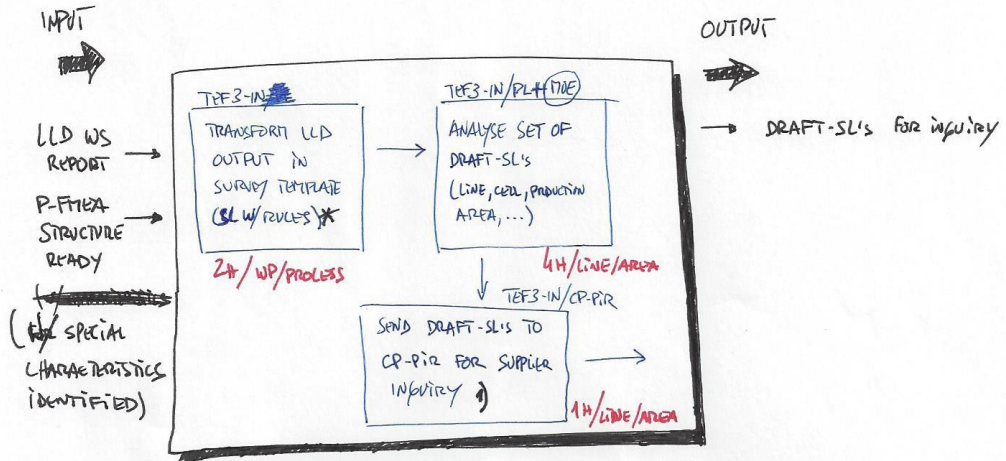 INPUT
LLD WS
REPORT
P-FMEA
STRUCTURE
READY
( SPECIAL
CHARACTERISTICS
IDENTIFIED)
TEF3-IN
TRANSFORM LLD
OUTPUT IN
SURVEY TEMPLATE
(SL W/RULES)*
2H/WP/PROCESS
TEF3-IN/PL+MOE
ANALYSE SET OF
DRAFT-SL'S
(LINE, CELL, PRODUCTION
AREA, ...)
4H/LINE/AREA
TEF3-IN/CP-PIR
SEND DRAFT-SL'S TO
CP-PIR FOR SUPPLIER
INQUIRY 1)
1H/LINE/AREA
OUTPUT
DRAFT-SL'S FOR INQUIRY